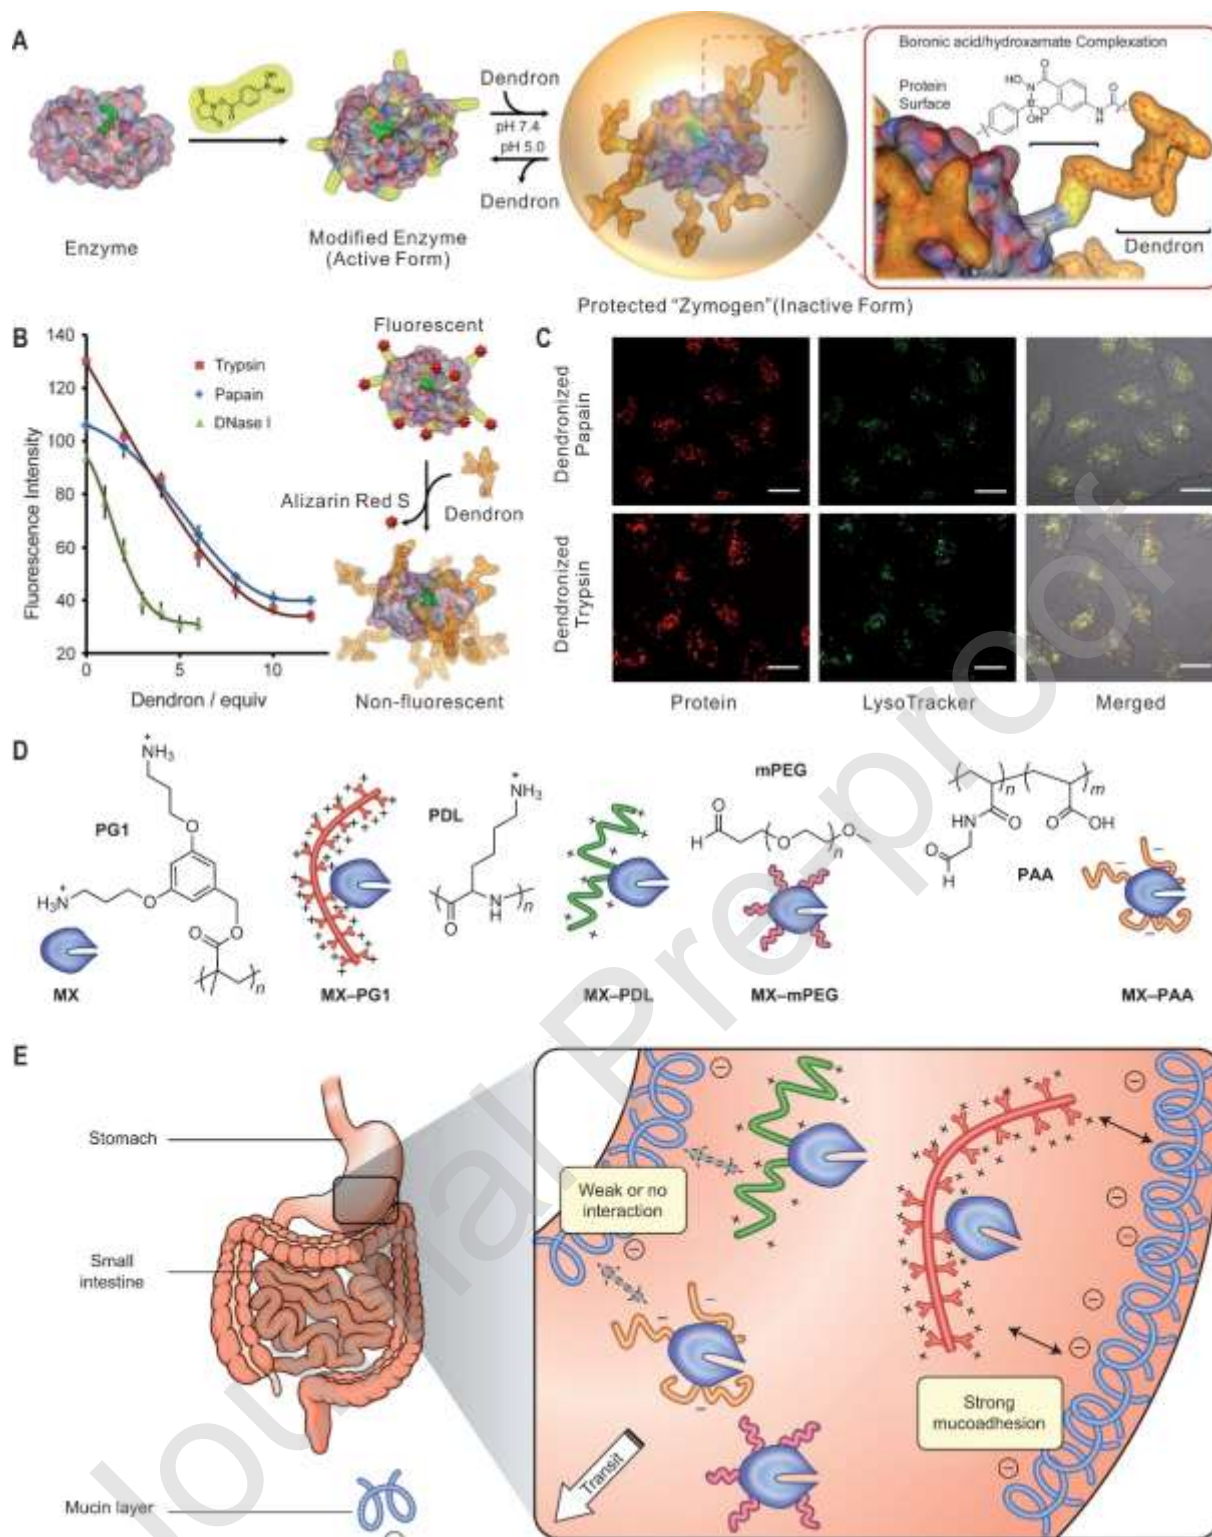 A
Boronic acid/hydroxamate Complexation
Protein
Surface
Dendron
pH 7.4
pH 5.0
Dendron
Enzyme
Modified Enzyme
(Active Form)
Dendron
Protected "Zymogen"(Inactive Form)
B
140
120
100
80
60
40
20
0
5
10
Fluorescence Intensity
Dendron / equiv
Trypsin
Papain
DNase I
Fluorescent
Alizarin Red S
Dendron
Non-fluorescent
C
Dendronized
Papain
Dendronized
Trypsin
Protein
LysoTracker
Merged
D
PG1
MX
MX–PG1
PDL
MX–PDL
mPEG
MX–mPEG
PAA
MX–PAA
E
Stomach
Small
intestine
Mucin layer
Weak or no
interaction
Strong
mucoadhesion
Transit
Journal Pre-proof